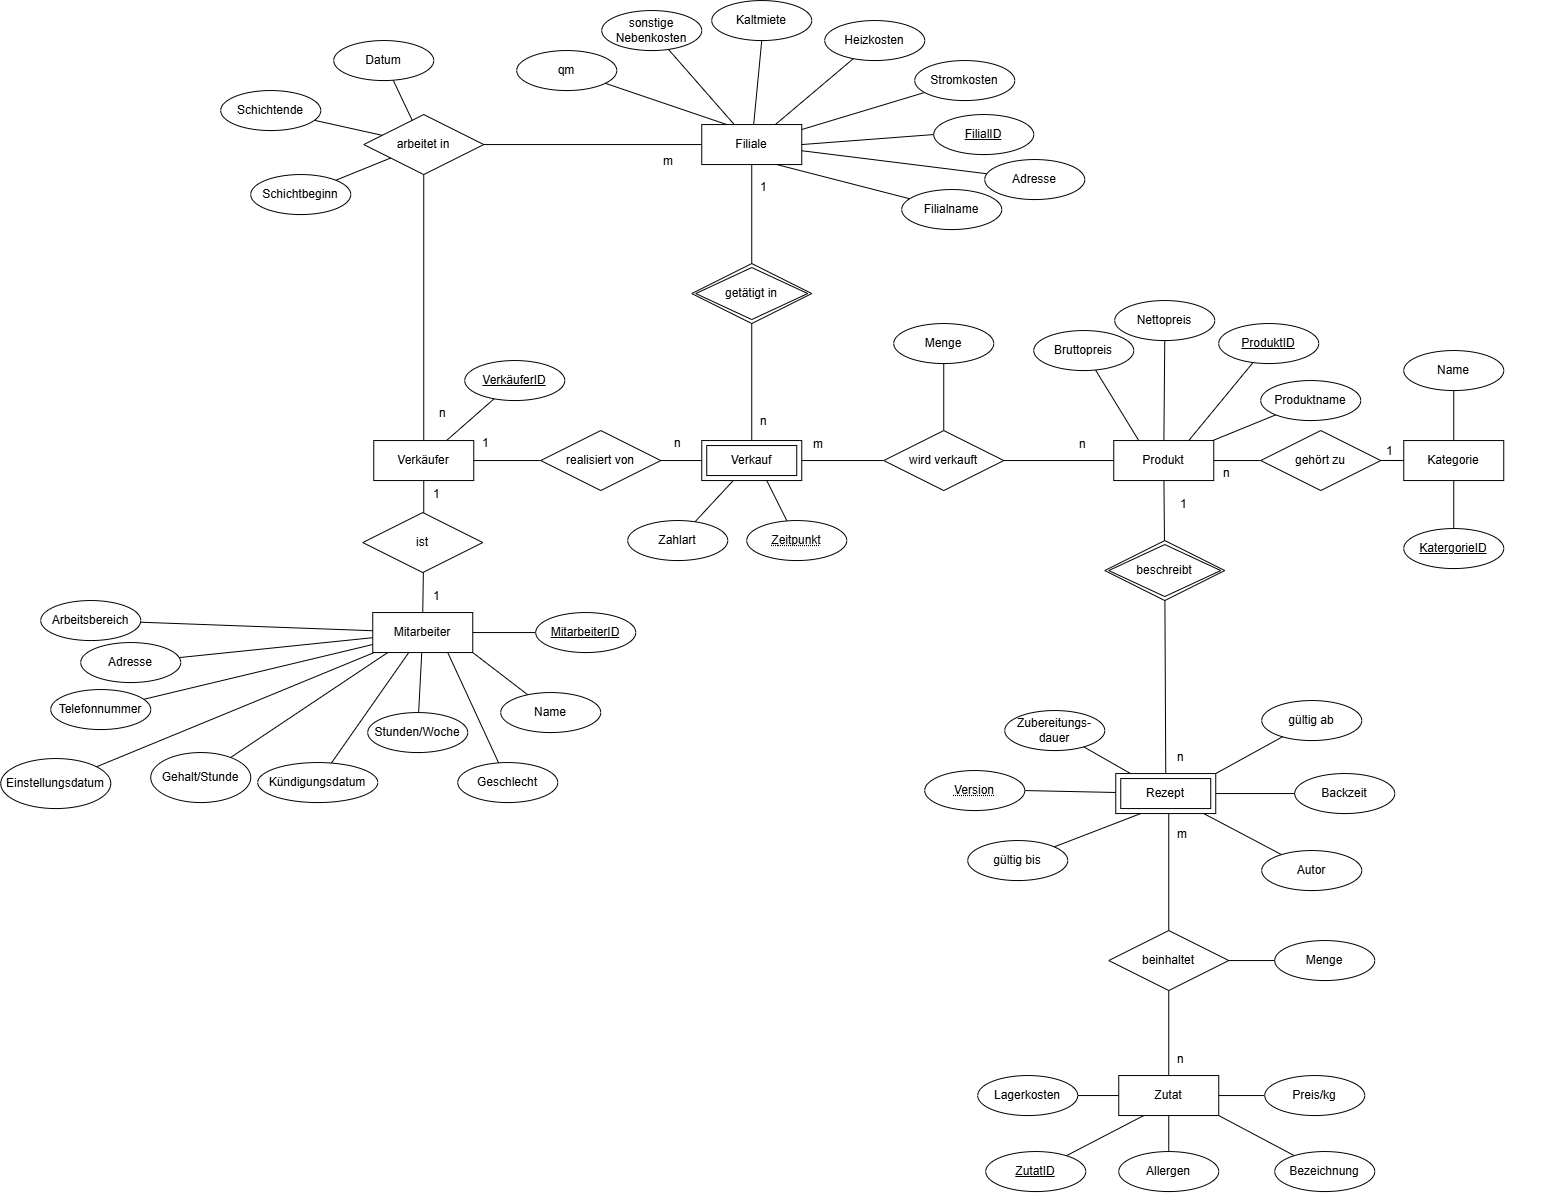 sonstige
Nebenkosten
Kaltmiete
Heizkosten
Datum
qm
Stromkosten
Schichtende
FilialID
arbeitet in
Filiale
m
Adresse
1
Schichtbeginn
Filialname
getätigt in
Nettopreis
Menge
Bruttopreis
ProduktID
Name
VerkäuferID
Produktname
n
n
1
n
m
n
1
Verkäufer
realisiert von
Verkauf
wird verkauft
Produkt
n
gehört zu
Kategorie
1
1
Zahlart
Zeitpunkt
KatergorieID
ist
beschreibt
1
Arbeitsbereich
Mitarbeiter
MitarbeiterID
Adresse
Telefonnummer
Name
Stunden/Woche
Zubereitungs-
dauer
gültig ab
n
Einstellungsdatum
Gehalt/Stunde
Kündigungsdatum
Geschlecht
Version
Rezept
Backzeit
m
gültig bis
Autor
beinhaltet
Menge
n
Lagerkosten
Zutat
Preis/kg
ZutatID
Allergen
Bezeichnung